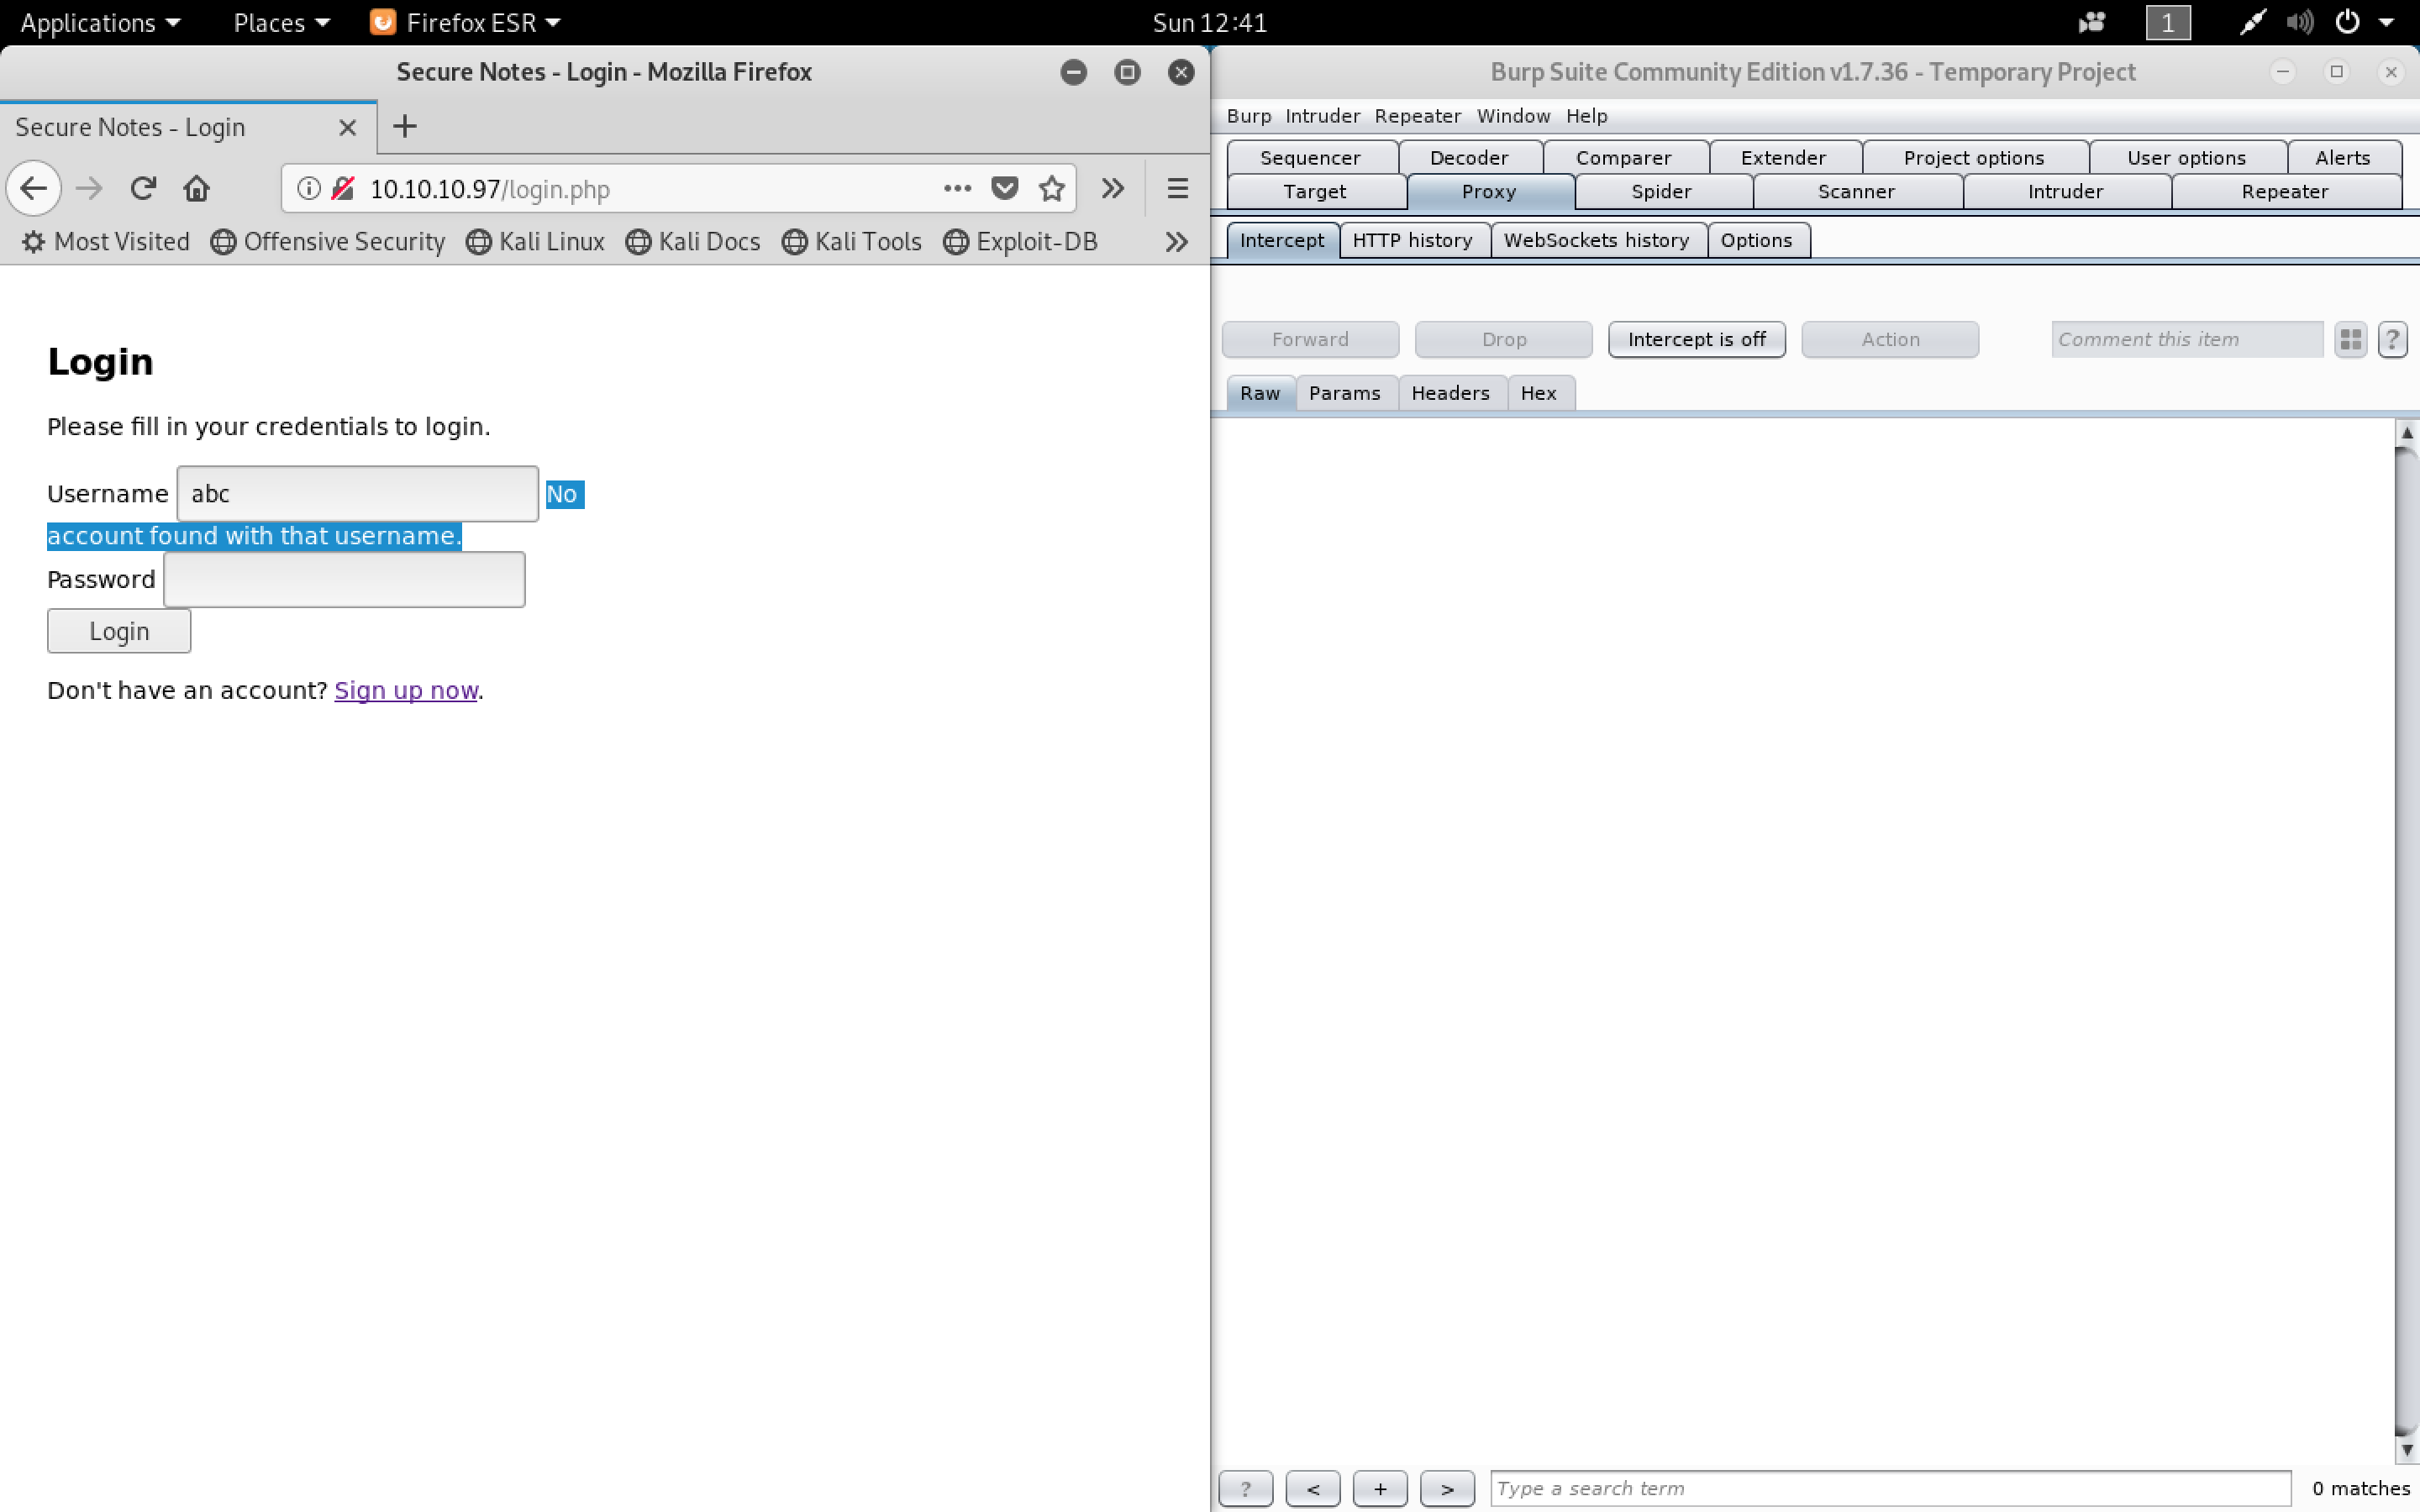 Applications Places Firefox ESR Sun 12:41 1
Secure Notes - Login - Mozilla Firefox
Secure Notes - Login
10.10.10.97/login.php
Most Visited Offensive Security Kali Linux Kali Docs Kali Tools Exploit-DB
Login
Please fill in your credentials to login.
Username abc No
account found with that username.
Password
Login
Don't have an account? Sign up now.
Burp Suite Community Edition v1.7.36 - Temporary Project
Burp Intruder Repeater Window Help
Sequencer Decoder Comparer Extender Project options User options Alerts
Target Proxy Spider Scanner Intruder Repeater
Intercept HTTP history WebSockets history Options
Forward Drop Intercept is off Action Comment this item ?
Raw Params Headers Hex
? < + > Type a search term 0 matches